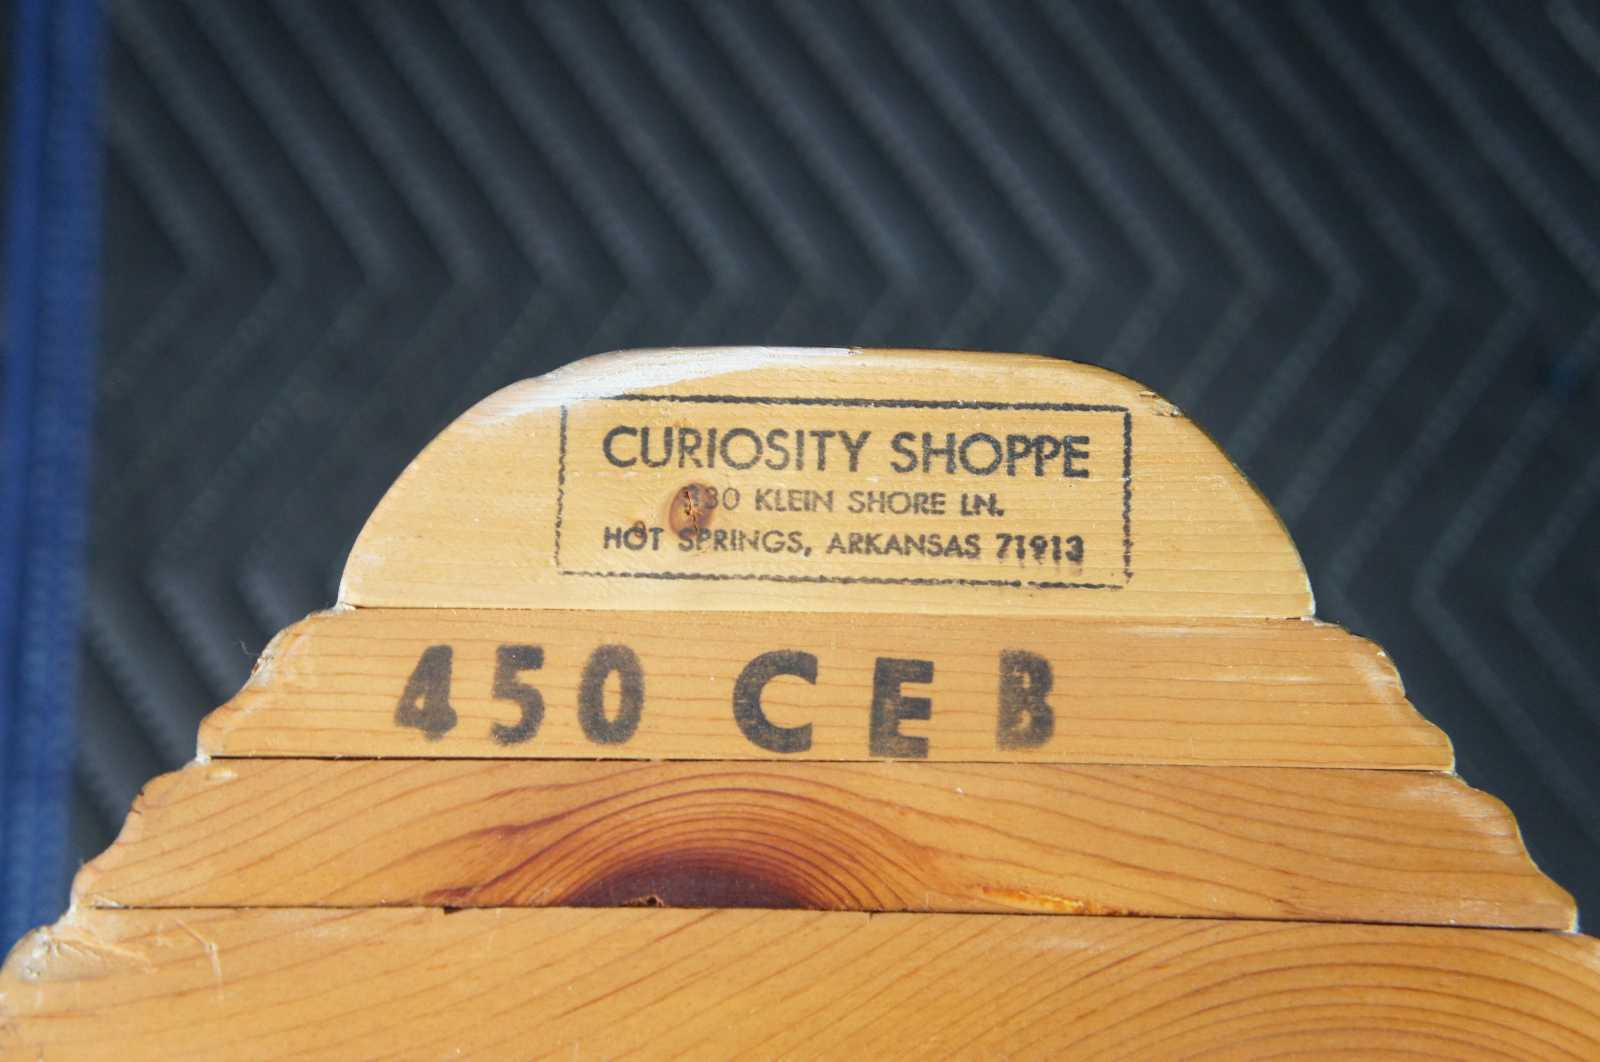 CURIOSITY SHOPPE
KLEIN SHORE LN.
HOT SPRINGS, ARKANSAS 71913
450 CEB